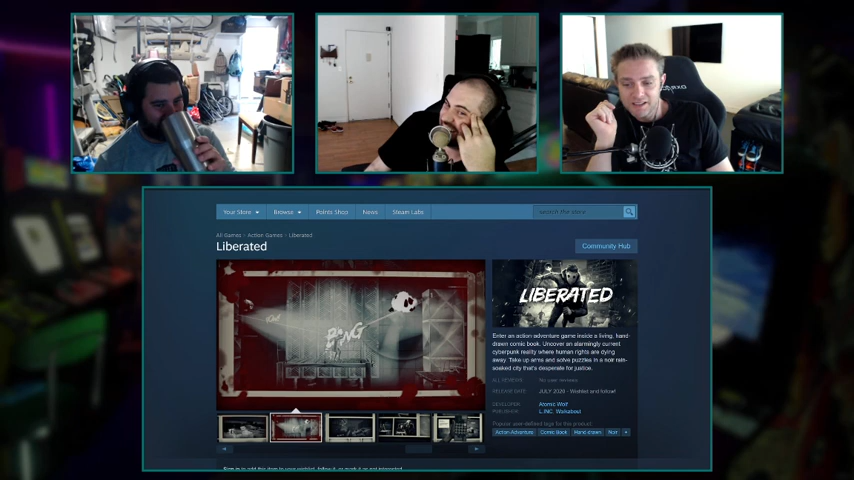 Your Store
Browse
Points Shop
News
Steam Labs
search the store
All Games > Action Games > Liberated
Liberated
Community Hub
BANG
LIBERATED
Enter an action adventure game inside a living, hand-
drawn comic book. Uncover an alarmingly current
cyberpunk reality where human rights are dying
away. Take up arms and solve puzzles in a noir rain-
soaked city that's desperate for justice.
ALL REVIEWS: No user reviews
RELEASE DATE: JULY 2020 - Wishlist and follow!
DEVELOPER: Atomic Wolf
PUBLISHER: L.INC, Walkabout
Popular user-defined tags for this product:
Action-Adventure
Comic Book
Hand-drawn
Noir
+